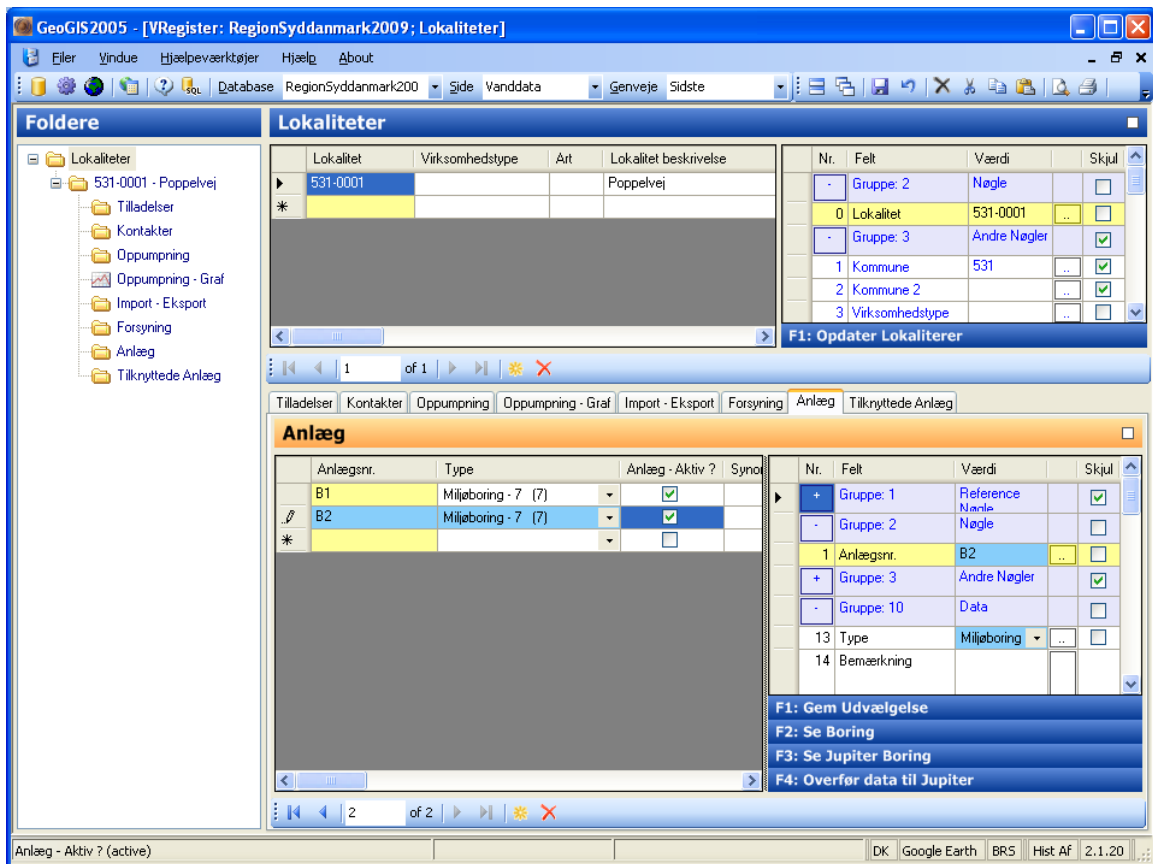 GeoGIS2005 - [VRegister: RegionSyddanmark2009; Lokaliteter]
Eiler Vindue Hjælpeværktøjer Hjælp About
SQL Database RegionSyddanmark200 Side Vanddata Genveje Sidste
Foldere
Lokaliteter
531-0001 - Poppelvej
Tilladelser
Kontakter
Oppumpning
Oppumpning - Graf
Import - Eksport
Forsyning
Anlæg
Tilknyttede Anlæg
Lokaliteter
Lokalitet Virksomhedstype Art Lokalitet beskrivelse
531-0001 Poppelvej
Nr. Felt Værdi Skjul
- Gruppe: 2 Nøgle
0 Lokalitet 531-0001 ..
- Gruppe: 3 Andre Nøgler
1 Kommune 531 ..
2 Kommune 2 ..
3 Virksomhedstype ..
F1: Opdater Lokaliterer
1 of 1
Tilladelser Kontakter Oppumpning Oppumpning - Graf Import - Eksport Forsyning Anlæg Tilknyttede Anlæg
Anlæg
Anlægsnr. Type Anlæg - Aktiv ? Synon
B1 Miljøboring - 7 (7)
B2 Miljøboring - 7 (7)
Nr. Felt Værdi Skjul
+ Gruppe: 1 Reference
Nøgle
- Gruppe: 2 Nøgle
1 Anlægsnr. B2 ..
+ Gruppe: 3 Andre Nøgler
- Gruppe: 10 Data
13 Type Miljøboring ..
14 Bemærkning
F1: Gem Udvælgelse
F2: Se Boring
F3: Se Jupiter Boring
F4: Overfør data til Jupiter
2 of 2
Anlæg - Aktiv ? (active) DK Google Earth BRS Hist Af 2.1.20